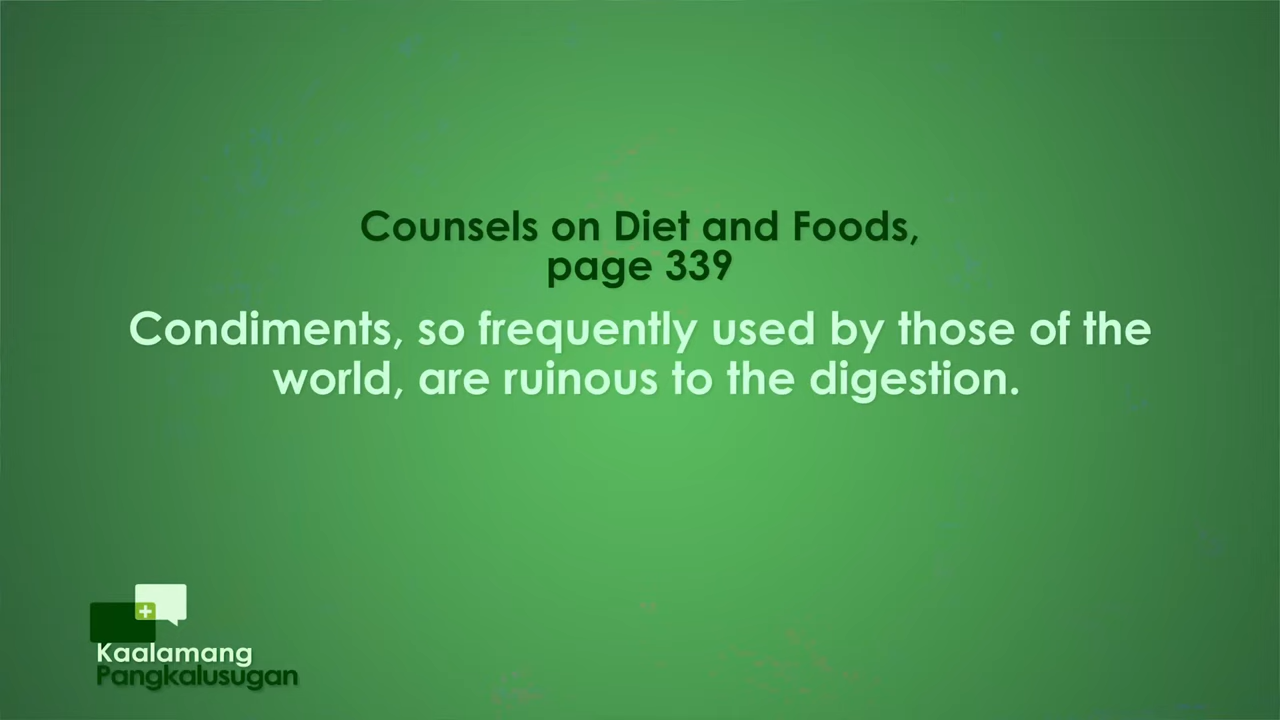 Counsels on Diet and Foods,
page 339
Condiments, so frequently used by those of the
world, are ruinous to the digestion.
Kaalamang
Pangkalusugan